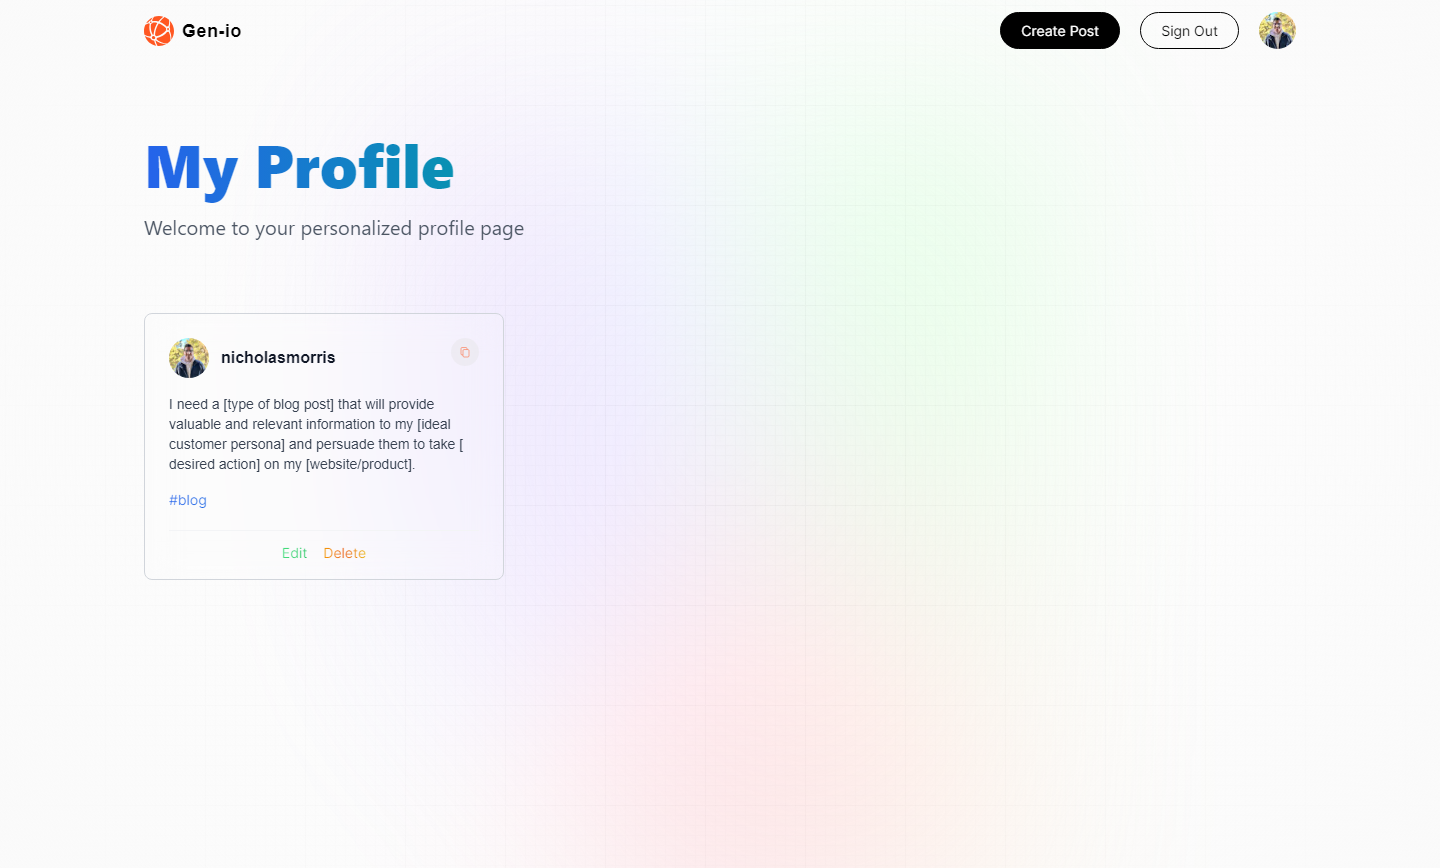 Gen-io
Create Post
Sign Out
My Profile
Welcome to your personalized profile page
nicholasmorris
I need a [type of blog post] that will provide
valuable and relevant information to my [ideal
customer persona] and persuade them to take [
desired action] on my [website/product].
#blog
Edit Delete